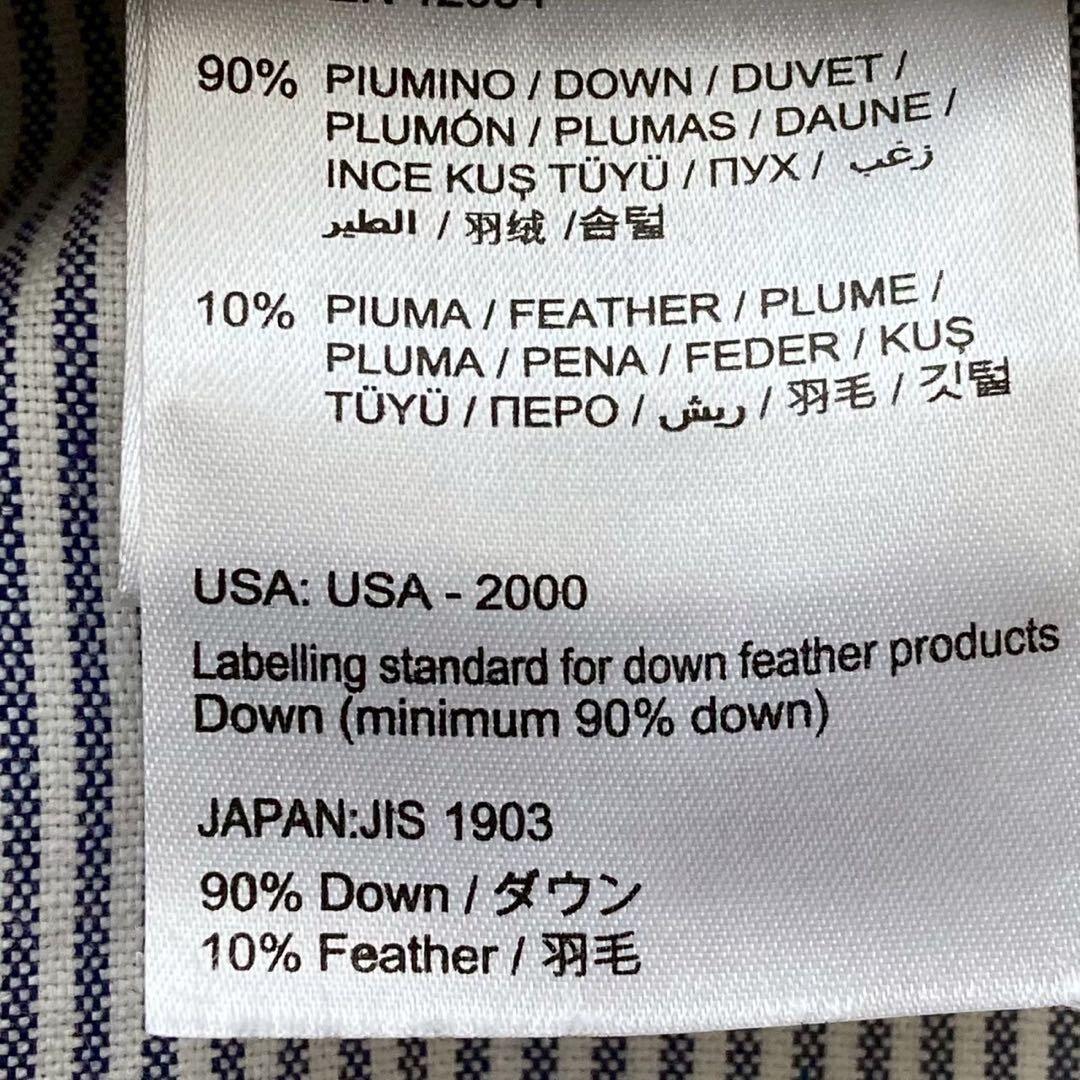 90% PIUMINO / DOWN / DUVET /
PLUMÓN / PLUMAS / DAUNE /
INCE KUŞ TÜYÜ / ПУХ / زغب
الطير / 羽绒 /솜털
10% PIUMA / FEATHER / PLUME /
PLUMA / PENA / FEDER / KUŞ
TÜYÜ / ПЕРО / ريش / 羽毛 / 깃털
USA: USA - 2000
Labelling standard for down feather products
Down (minimum 90% down)
JAPAN:JIS 1903
90% Down / ダウン
10% Feather / 羽毛